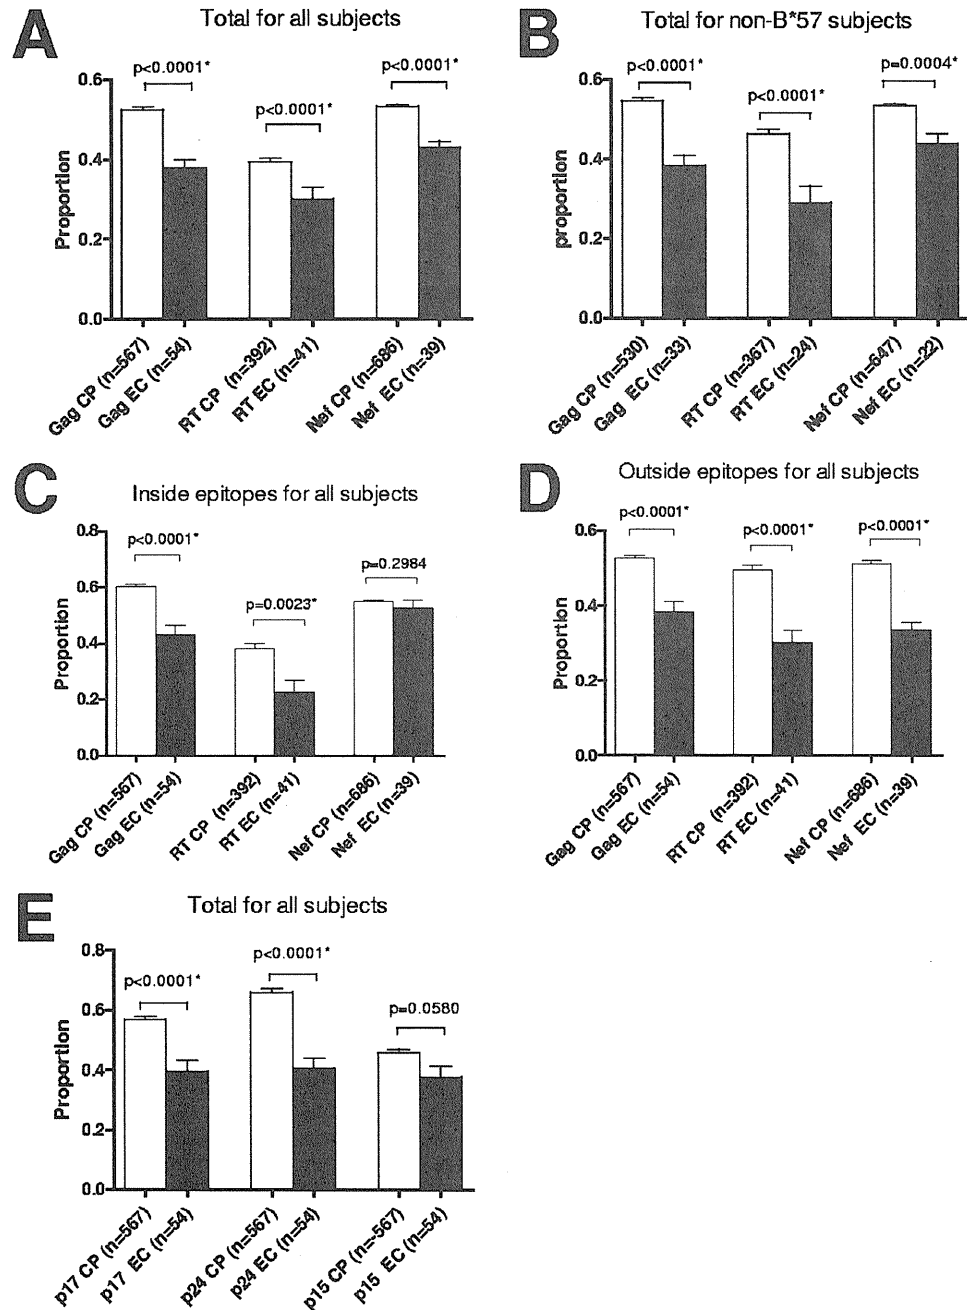 A
Total for all subjects
p<0.0001*
p<0.0001*
p<0.0001*
0.6
0.4
0.2
0.0
Proportion
Gag CP (n=567)
Gag EC (n=54)
RT CP (n=392)
RT EC (n=41)
Nef CP (n=686)
Nef EC (n=39)
B
Total for non-B*57 subjects
p<0.0001*
p<0.0001*
p=0.0004*
0.6
0.4
0.2
0.0
proportion
Gag CP (n=530)
Gag EC (n=33)
RT CP (n=367)
RT EC (n=24)
Nef CP (n=647)
Nef EC (n=22)
C
Inside epitopes for all subjects
p<0.0001*
p=0.0023*
p=0.2984
0.8
0.6
0.4
0.2
0.0
Proportion
Gag CP (n=567)
Gag EC (n=54)
RT CP (n=392)
RT EC (n=41)
Nef CP (n=686)
Nef EC (n=39)
D
Outside epitopes for all subjects
p<0.0001*
p<0.0001*
p<0.0001*
0.6
0.4
0.2
0.0
Proportion
Gag CP (n=567)
Gag EC (n=54)
RT CP (n=392)
RT EC (n=41)
Nef CP (n=686)
Nef EC (n=39)
E
Total for all subjects
p<0.0001*
p<0.0001*
p=0.0580
0.8
0.6
0.4
0.2
0.0
Proportion
p17 CP (n=567)
p17 EC (n=54)
p24 CP (n=567)
p24 EC (n=54)
p15 CP (n=-567)
p15 EC (n=54)